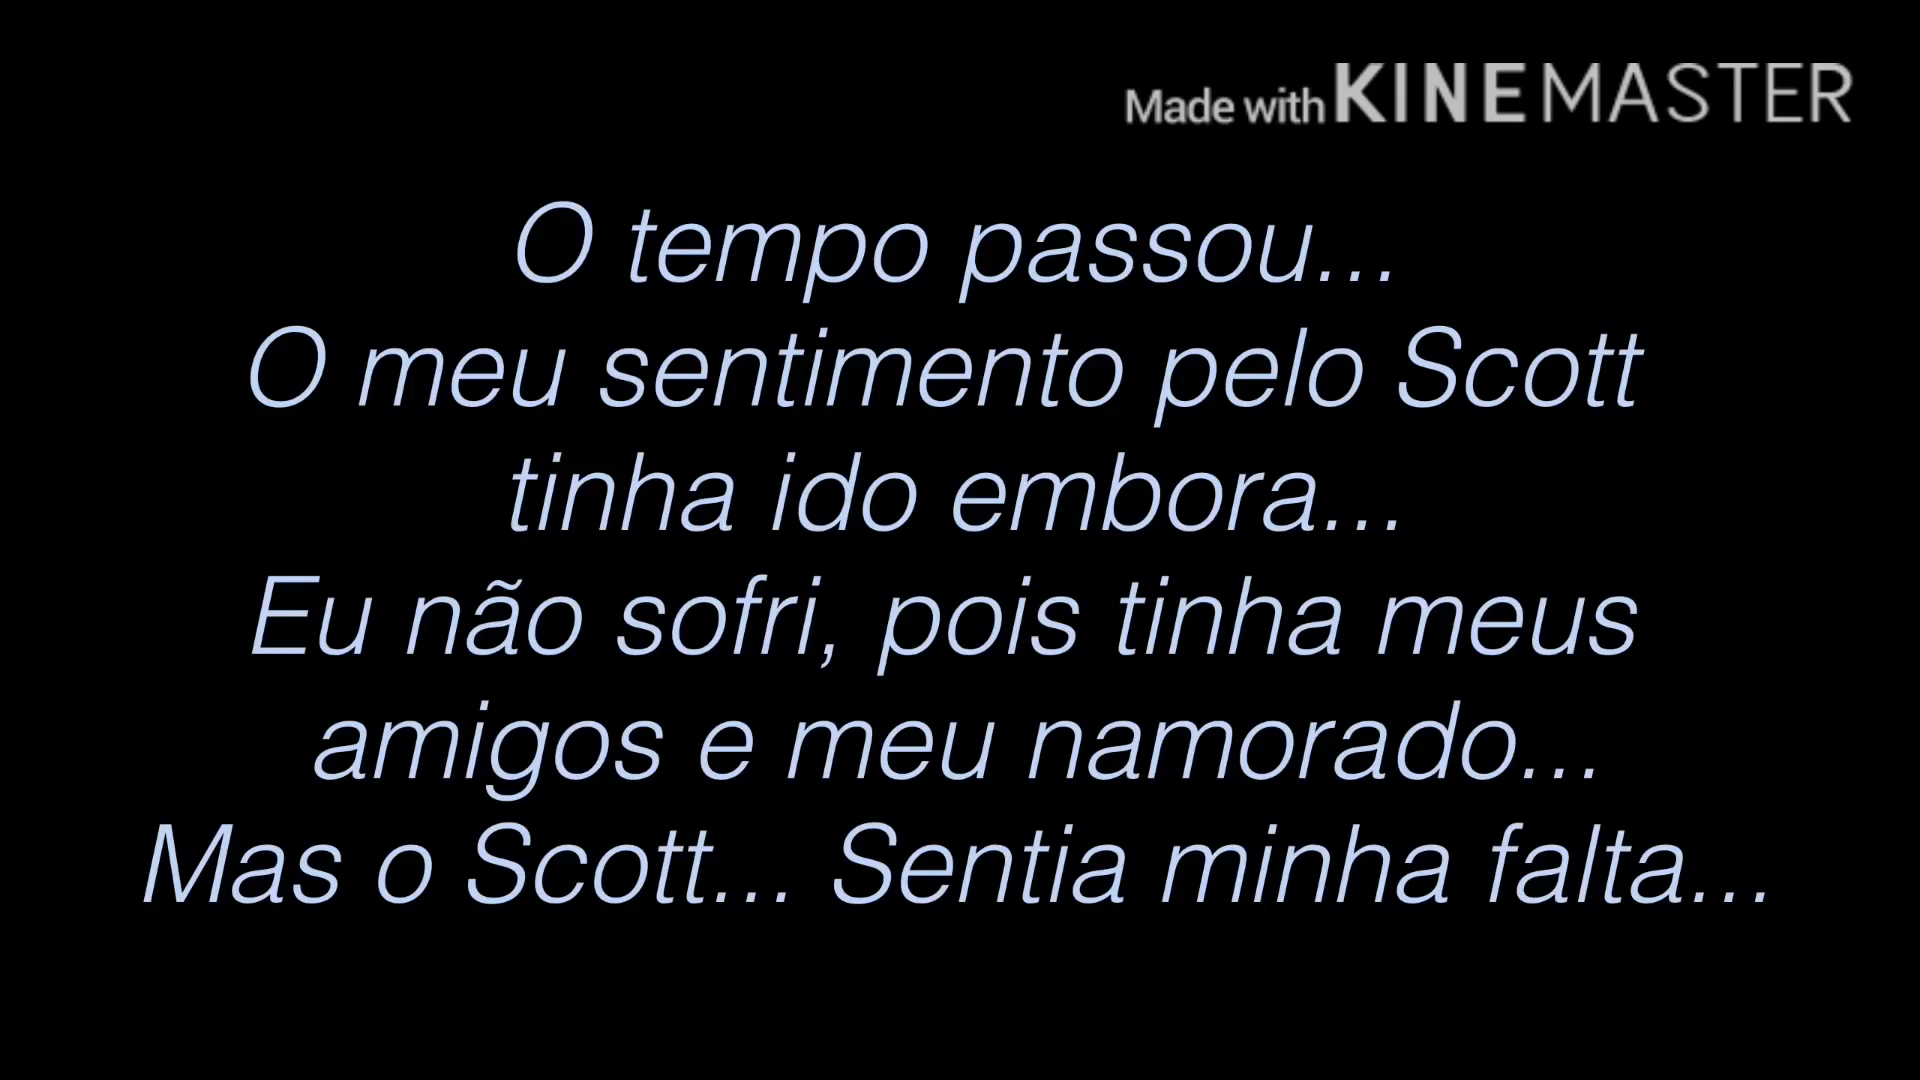 Made with KINEMASTER
O tempo passou...
O meu sentimento pelo Scott
tinha ido embora...
Eu não sofri, pois tinha meus
amigos e meu namorado...
Mas o Scott... Sentia minha falta...